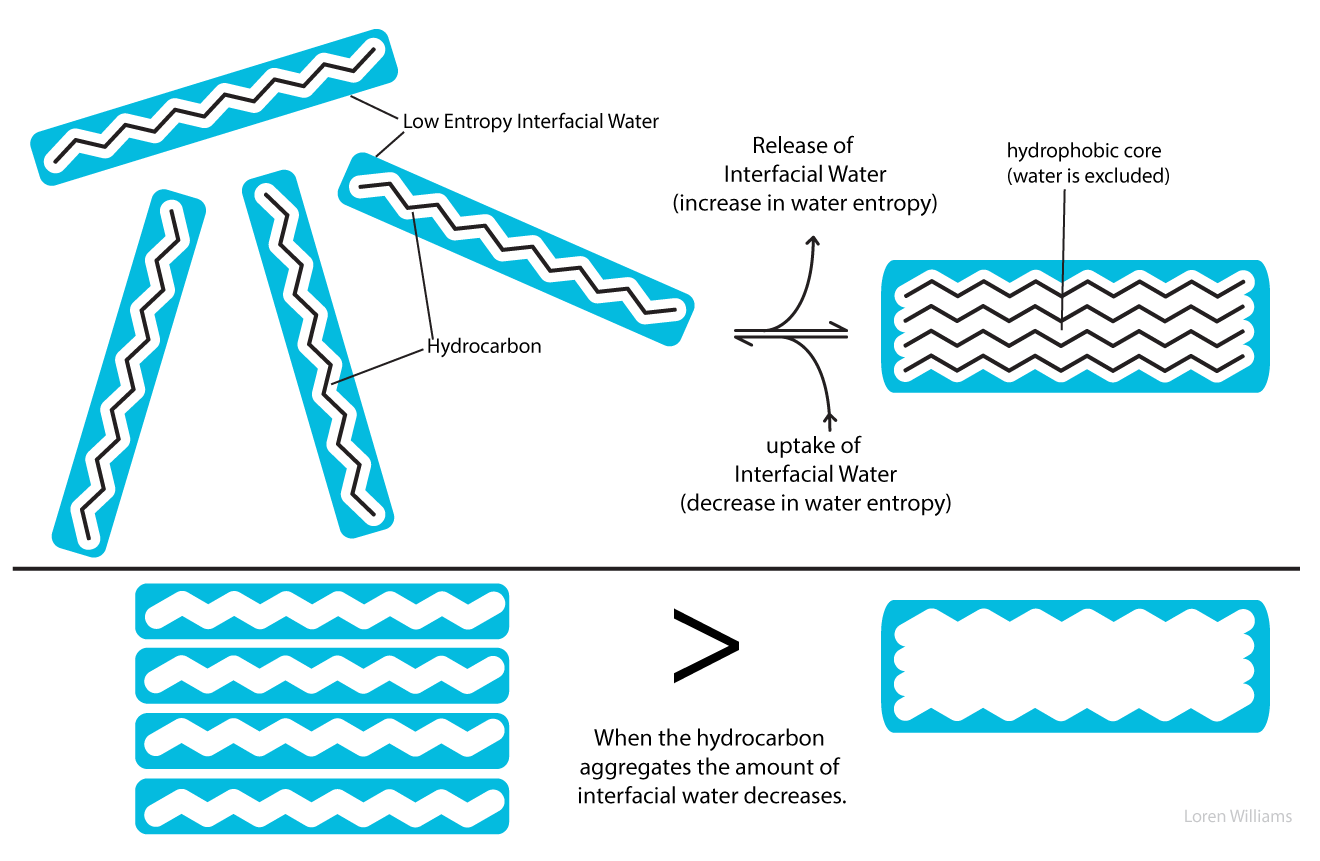 Low Entropy Interfacial Water
Hydrocarbon
Release of
Interfacial Water
(increase in water entropy)
uptake of
Interfacial Water
(decrease in water entropy)
hydrophobic core
(water is excluded)
>
When the hydrocarbon
aggregates the amount of
interfacial water decreases.
Loren Williams